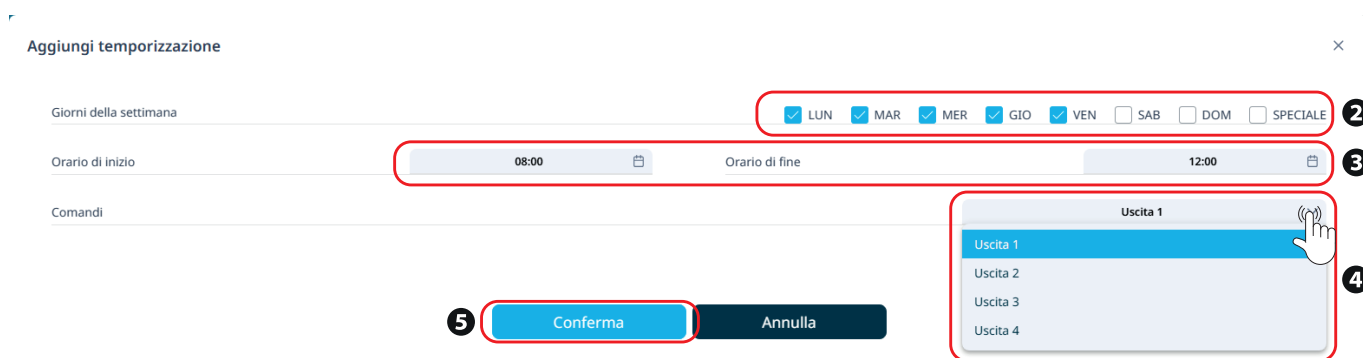 Aggiungi temporizzazione
Giorni della settimana LUN MAR MER GIO VEN SAB DOM SPECIALE 2
Orario di inizio 08:00 Orario di fine 12:00 3
Comandi Uscita 1
Uscita 1
Uscita 2 4
Uscita 3
5 Conferma Annulla Uscita 4